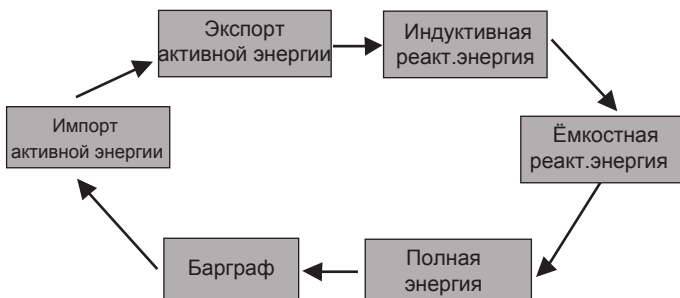 Экспорт
активной энергии
Индуктивная
реакт.энергия
Импорт
активной энергии
Ёмкостная
реакт.энергия
Барграф
Полная
энергия